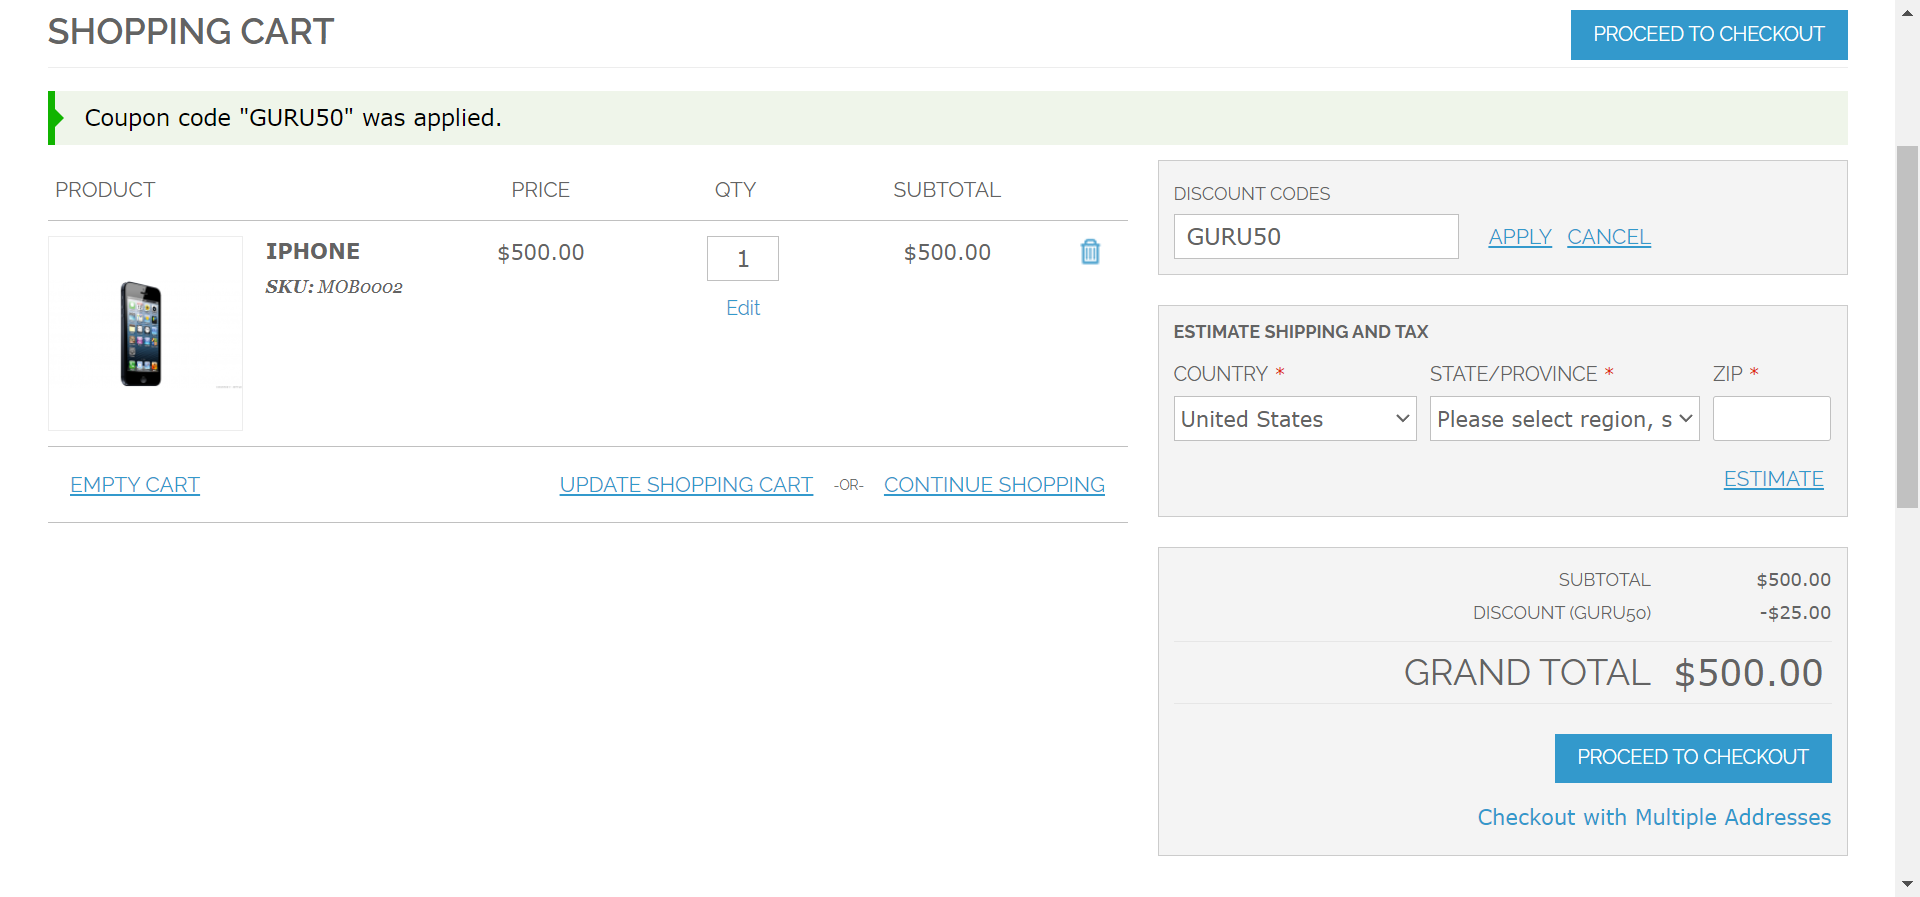 SHOPPING CART
PROCEED TO CHECKOUT
Coupon code "GURU50" was applied.
PRODUCT PRICE QTY SUBTOTAL
IPHONE $500.00 1 $500.00
SKU: MOB0002
Edit
EMPTY CART UPDATE SHOPPING CART -OR- CONTINUE SHOPPING
DISCOUNT CODES
GURU50 APPLY CANCEL
ESTIMATE SHIPPING AND TAX
COUNTRY * STATE/PROVINCE * ZIP *
United States Please select region, s
ESTIMATE
SUBTOTAL $500.00
DISCOUNT (GURU50) -$25.00
GRAND TOTAL $500.00
PROCEED TO CHECKOUT
Checkout with Multiple Addresses